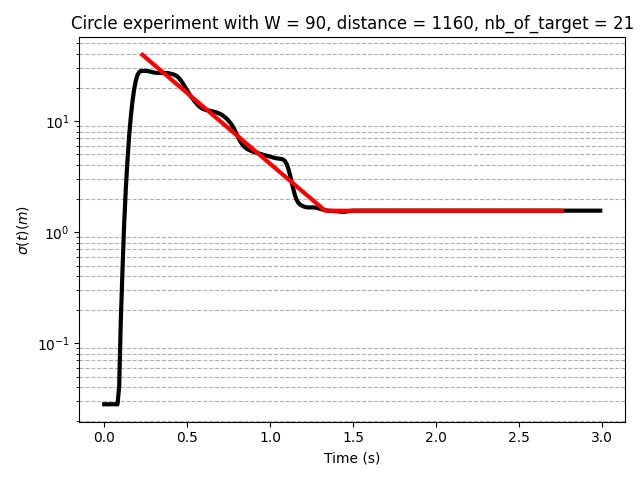 Circle experiment with W = 90, distance = 1160, nb_of_target = 21
10¹
10⁰
10⁻¹
σ(t)(m)
0.0 0.5 1.0 1.5 2.0 2.5 3.0
Time (s)